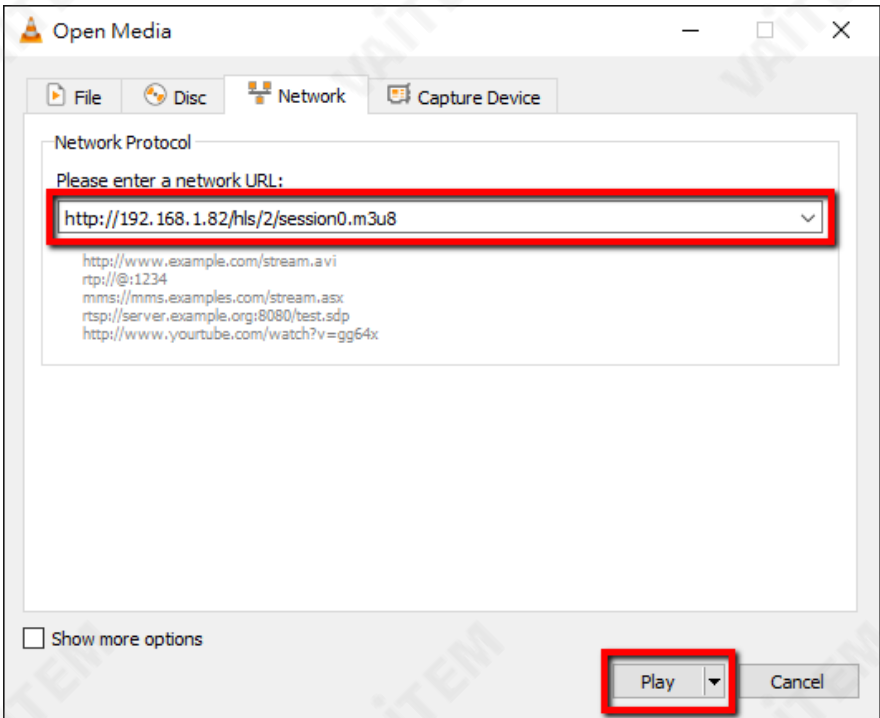 Open Media
File Disc Network Capture Device
Network Protocol
Please enter a network URL:
http://192.168.1.82/hls/2/session0.m3u8
http://www.example.com/stream.avi
rtp://@:1234
mms://mms.examples.com/stream.asx
rtsp://server.example.org:8080/test.sdp
http://www.yourtube.com/watch?v=gg64x
Show more options
Play Cancel
VAiTEM